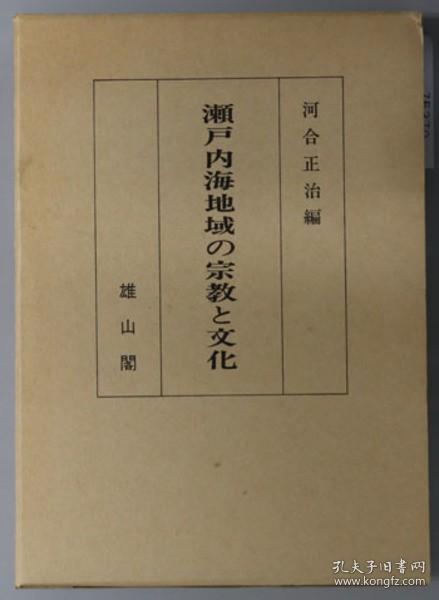 河合正治編
瀬戸内海地域の宗教と文化
雄山閣
孔夫子旧书网
book.kongfz.com